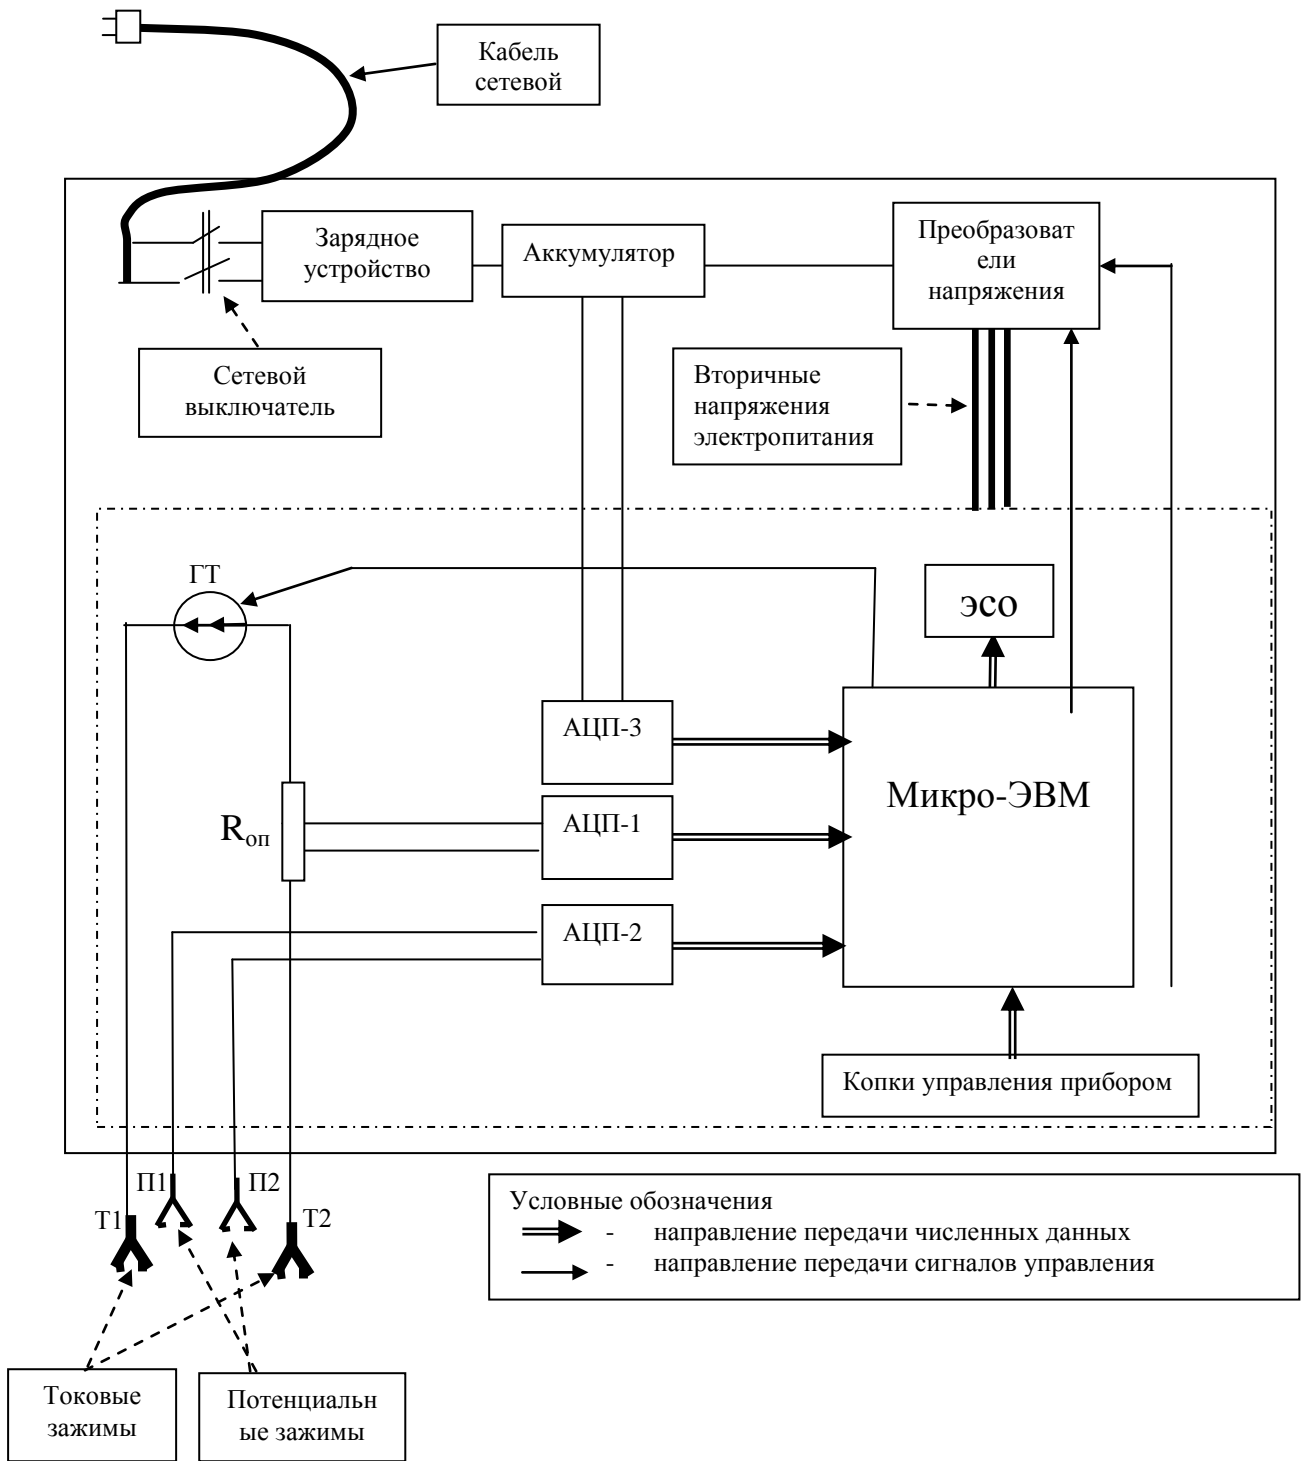 Кабель
сетевой
Зарядное
устройство
Аккумулятор
Преобразоват
ели
напряжения
Сетевой
выключатель
Вторичные
напряжения
электропитания
ГТ
эсо
АЦП-3
Микро-ЭВМ
АЦП-1
Rоп
АЦП-2
Копки управления прибором
П1
П2
Т1
Т2
Условные обозначения
- направление передачи численных данных
- направление передачи сигналов управления
Токовые
зажимы
Потенциальн
ые зажимы